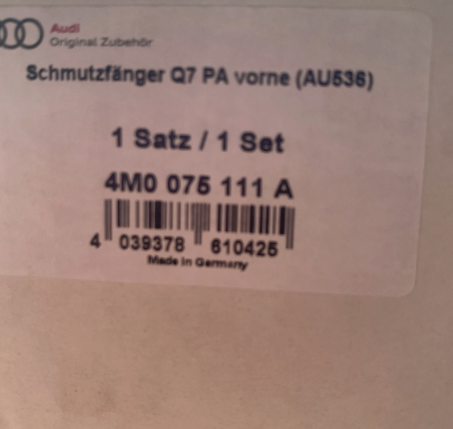 Audi
Original Zubehör
Schmutzfänger Q7 PA vorne (AU536)
1 Satz / 1 Set
4M0 075 111 A
4 039378 610425
Made in Germany